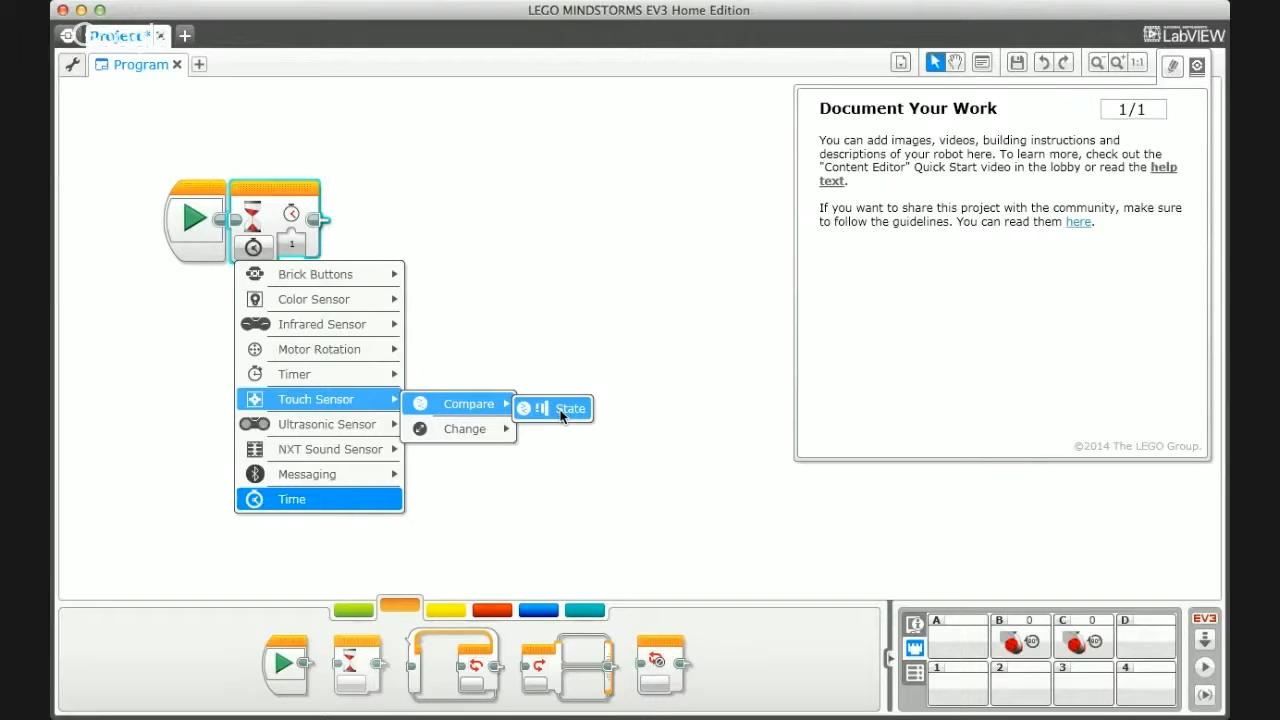 LEGO MINDSTORMS EV3 Home Edition
Project*
LabVIEW
Program
1:1
Document Your Work
1/1
You can add images, videos, building instructions and
descriptions of your robot here. To learn more, check out the
"Content Editor" Quick Start video in the lobby or read the help
text.
If you want to share this project with the community, make sure
to follow the guidelines. You can read them here.
©2014 The LEGO Group.
1
Brick Buttons
Color Sensor
Infrared Sensor
Motor Rotation
Timer
Touch Sensor
Compare
State
Change
Ultrasonic Sensor
NXT Sound Sensor
Messaging
Time
A
B 0
C 0
D
EV3
1
2
3
4